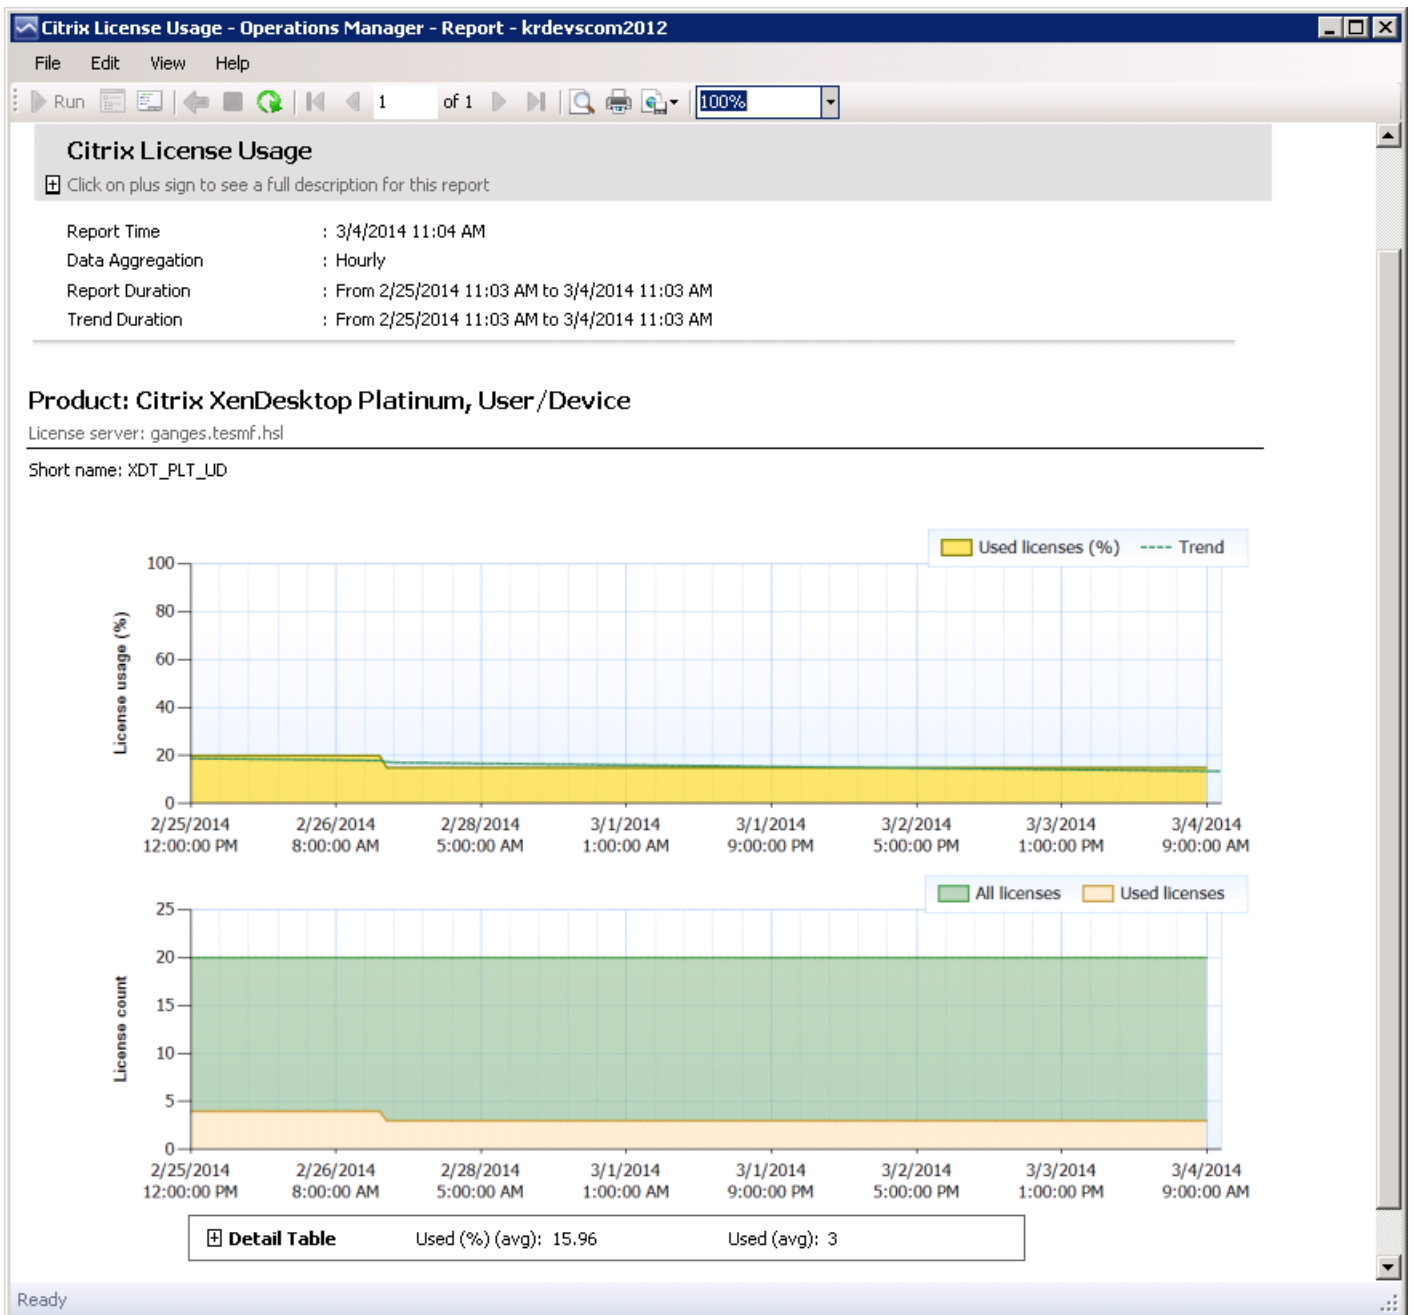 Citrix License Usage - Operations Manager - Report - krdevscom2012
File Edit View Help
Run 1 of 1 100%
Citrix License Usage
Click on plus sign to see a full description for this report
Report Time : 3/4/2014 11:04 AM
Data Aggregation : Hourly
Report Duration : From 2/25/2014 11:03 AM to 3/4/2014 11:03 AM
Trend Duration : From 2/25/2014 11:03 AM to 3/4/2014 11:03 AM
Product: Citrix XenDesktop Platinum, User/Device
License server: ganges.tesmf.hsl
Short name: XDT_PLT_UD
Used licenses (%) ---- Trend
License usage (%)
100
80
60
40
20
0
2/25/2014 2/26/2014 2/28/2014 3/1/2014 3/1/2014 3/2/2014 3/3/2014 3/4/2014
12:00:00 PM 8:00:00 AM 5:00:00 AM 1:00:00 AM 9:00:00 PM 5:00:00 PM 1:00:00 PM 9:00:00 AM
All licenses Used licenses
License count
25
20
15
10
5
0
2/25/2014 2/26/2014 2/28/2014 3/1/2014 3/1/2014 3/2/2014 3/3/2014 3/4/2014
12:00:00 PM 8:00:00 AM 5:00:00 AM 1:00:00 AM 9:00:00 PM 5:00:00 PM 1:00:00 PM 9:00:00 AM
Detail Table Used (%) (avg): 15.96 Used (avg): 3
Ready